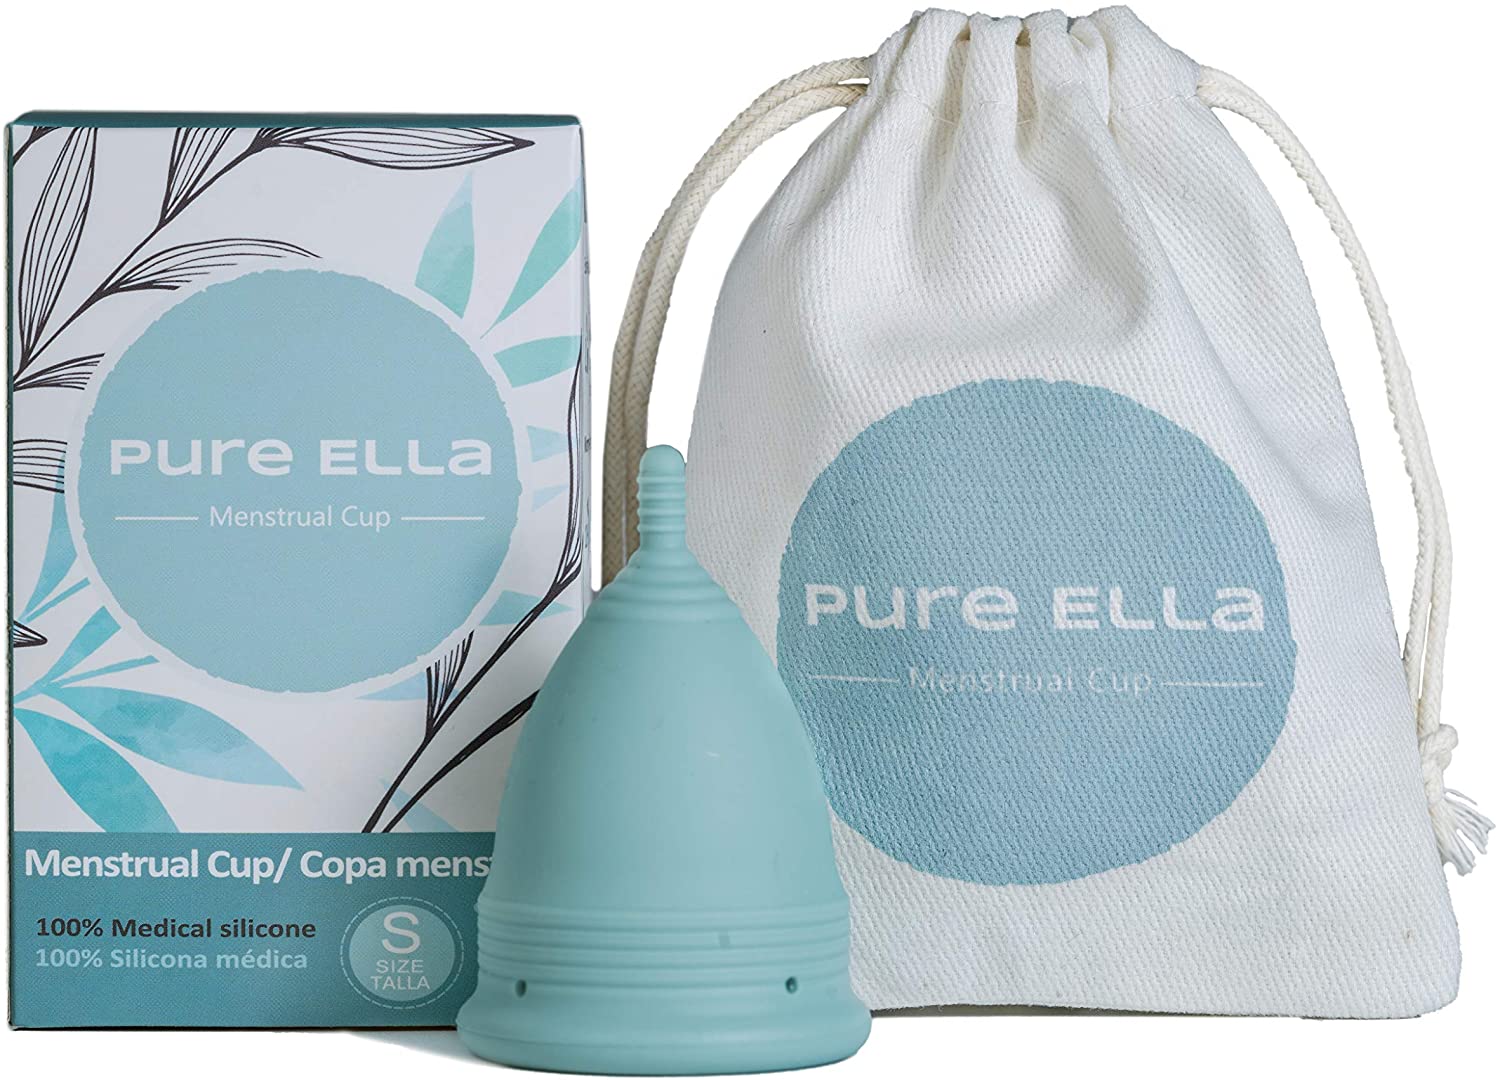 PURE ELLA
Menstrual Cup
Menstrual Cup/ Copa mens
100% Medical silicone
100% Silicona médica
S
SIZE
TALLA
PURE ELLA
Menstrual Cup